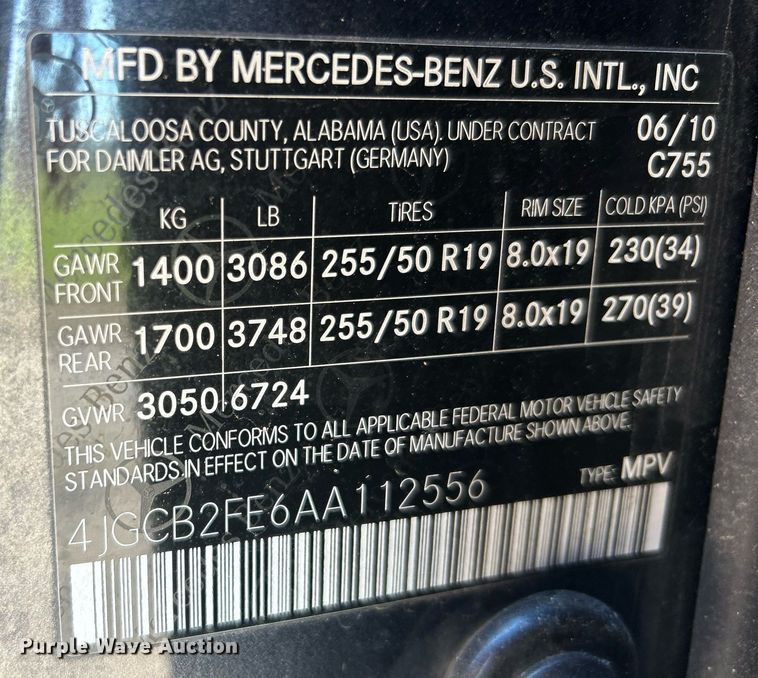 MFD BY MERCEDES-BENZ U.S. INTL., INC
TUSCALOOSA COUNTY, ALABAMA (USA). UNDER CONTRACT 06/10
FOR DAIMLER AG, STUTTGART (GERMANY) C755
KG LB TIRES RIM SIZE COLD KPA (PSI)
GAWR FRONT 1400 3086 255/50 R19 8.0x19 230(34)
GAWR REAR 1700 3748 255/50 R19 8.0x19 270(39)
GVWR 3050 6724
THIS VEHICLE CONFORMS TO ALL APPLICABLE FEDERAL MOTOR VEHICLE SAFETY
STANDARDS IN EFFECT ON THE DATE OF MANUFACTURE SHOWN ABOVE.
4JGCB2FE6AA112556 TYPE: MPV
Purple Wave Auction